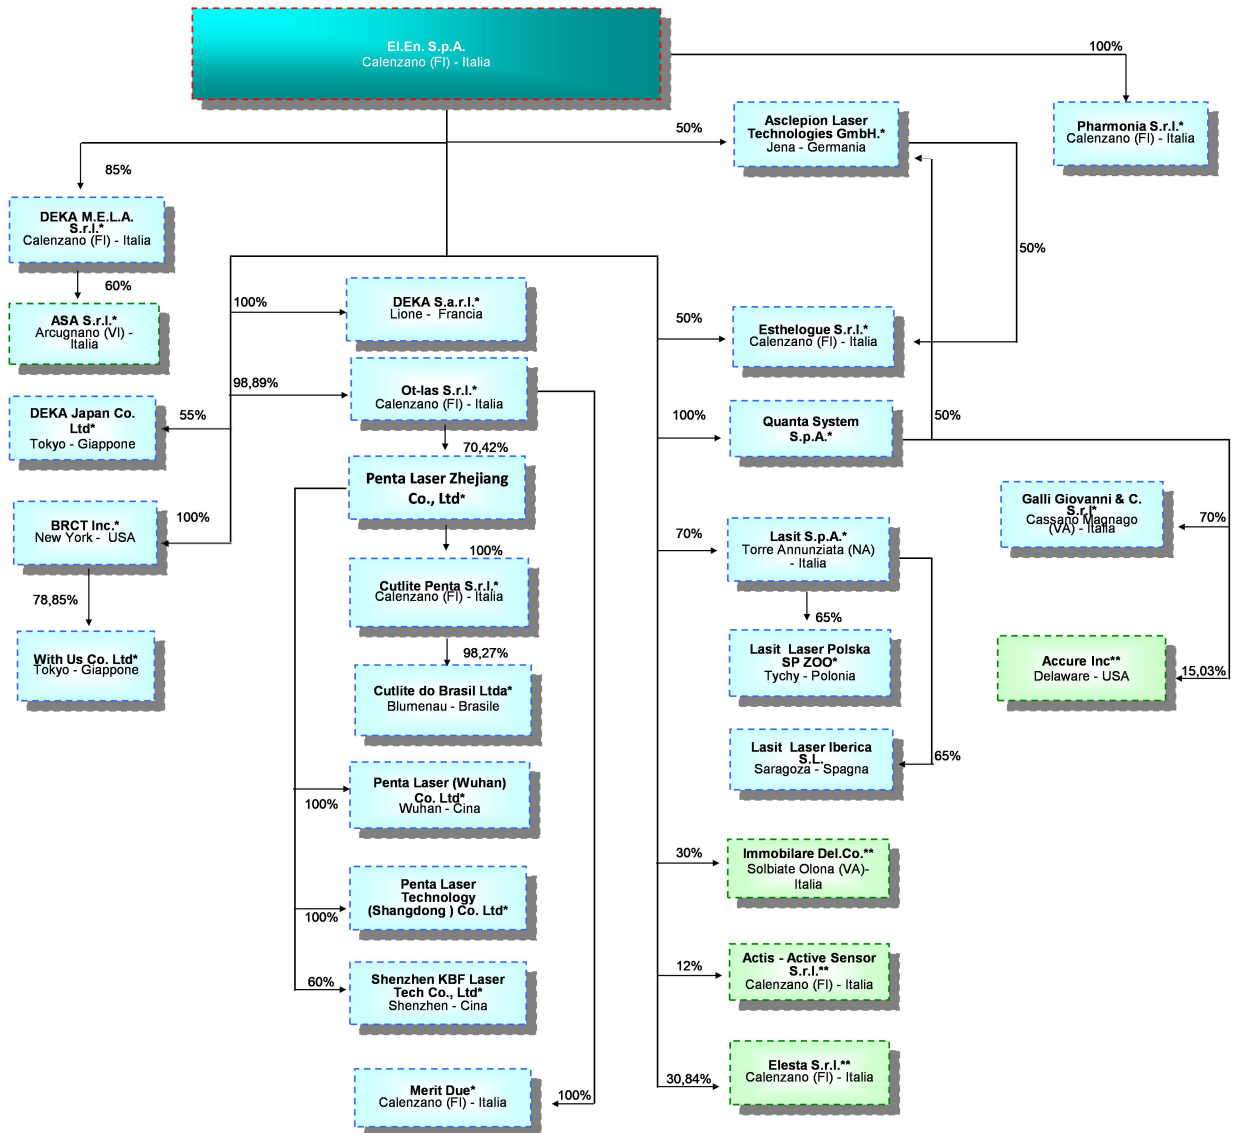 El.En. S.p.A.
Calenzano (FI) - Italia
100%
50%
Asclepion Laser
Technologies GmbH.*
Jena - Germania
Pharmonia S.r.l.*
Calenzano (FI) - Italia
85%
DEKA M.E.L.A.
S.r.l.*
Calenzano (FI) - Italia
50%
60%
ASA S.r.l.*
Arcugnano (VI) -
Italia
100%
DEKA S.a.r.l.*
Lione - Francia
50%
Esthelogue S.r.l.*
Calenzano (FI) - Italia
98,89%
Ot-las S.r.l.*
Calenzano (FI) - Italia
DEKA Japan Co.
Ltd*
Tokyo - Giappone
55%
100%
Quanta System
S.p.A.*
50%
70,42%
Penta Laser Zhejiang
Co., Ltd*
Galli Giovanni & C.
S.r.l*
Cassano Magnago
(VA) - Italia
70%
BRCT Inc.*
New York - USA
100%
70%
Lasit S.p.A.*
Torre Annunziata (NA)
- Italia
100%
Cutlite Penta S.r.l.*
Calenzano (FI) - Italia
78,85%
65%
With Us Co. Ltd*
Tokyo - Giappone
98,27%
Lasit Laser Polska
SP ZOO*
Tychy - Polonia
Accure Inc**
Delaware - USA
15,03%
Cutlite do Brasil Ltda*
Blumenau - Brasile
Lasit Laser Iberica
S.L.
Saragoza - Spagna
65%
Penta Laser (Wuhan)
Co. Ltd*
Wuhan - Cina
100%
30%
Immobilare Del.Co.**
Solbiate Olona (VA)-
Italia
Penta Laser
Technology
(Shangdong ) Co. Ltd*
100%
12%
Actis - Active Sensor
S.r.l.**
Calenzano (FI) - Italia
60%
Shenzhen KBF Laser
Tech Co., Ltd*
Shenzhen - Cina
30,84%
Elesta S.r.l.**
Calenzano (FI) - Italia
Merit Due*
Calenzano (FI) - Italia
100%